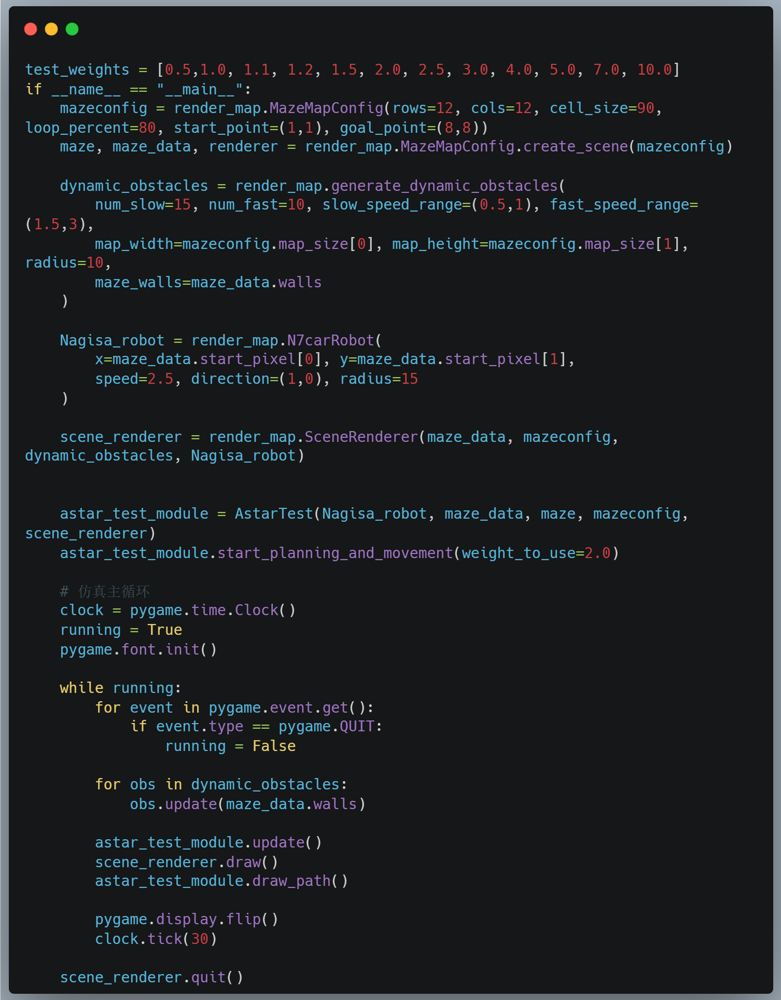 test_weights = [0.5,1.0, 1.1, 1.2, 1.5, 2.0, 2.5, 3.0, 4.0, 5.0, 7.0, 10.0]
if __name__ == "__main__":
    mazeconfig = render_map.MazeMapConfig(rows=12, cols=12, cell_size=90,
loop_percent=80, start_point=(1,1), goal_point=(8,8))
    maze, maze_data, renderer = render_map.MazeMapConfig.create_scene(mazeconfig)

    dynamic_obstacles = render_map.generate_dynamic_obstacles(
        num_slow=15, num_fast=10, slow_speed_range=(0.5,1), fast_speed_range=
(1.5,3),
        map_width=mazeconfig.map_size[0], map_height=mazeconfig.map_size[1],
radius=10,
        maze_walls=maze_data.walls
    )

    Nagisa_robot = render_map.N7carRobot(
        x=maze_data.start_pixel[0], y=maze_data.start_pixel[1],
        speed=2.5, direction=(1,0), radius=15
    )

    scene_renderer = render_map.SceneRenderer(maze_data, mazeconfig,
dynamic_obstacles, Nagisa_robot)


    astar_test_module = AstarTest(Nagisa_robot, maze_data, maze, mazeconfig,
scene_renderer)
    astar_test_module.start_planning_and_movement(weight_to_use=2.0)

    # 仿真主循环
    clock = pygame.time.Clock()
    running = True
    pygame.font.init()

    while running:
        for event in pygame.event.get():
            if event.type == pygame.QUIT:
                running = False

        for obs in dynamic_obstacles:
            obs.update(maze_data.walls)

        astar_test_module.update()
        scene_renderer.draw()
        astar_test_module.draw_path()

        pygame.display.flip()
        clock.tick(30)

    scene_renderer.quit()